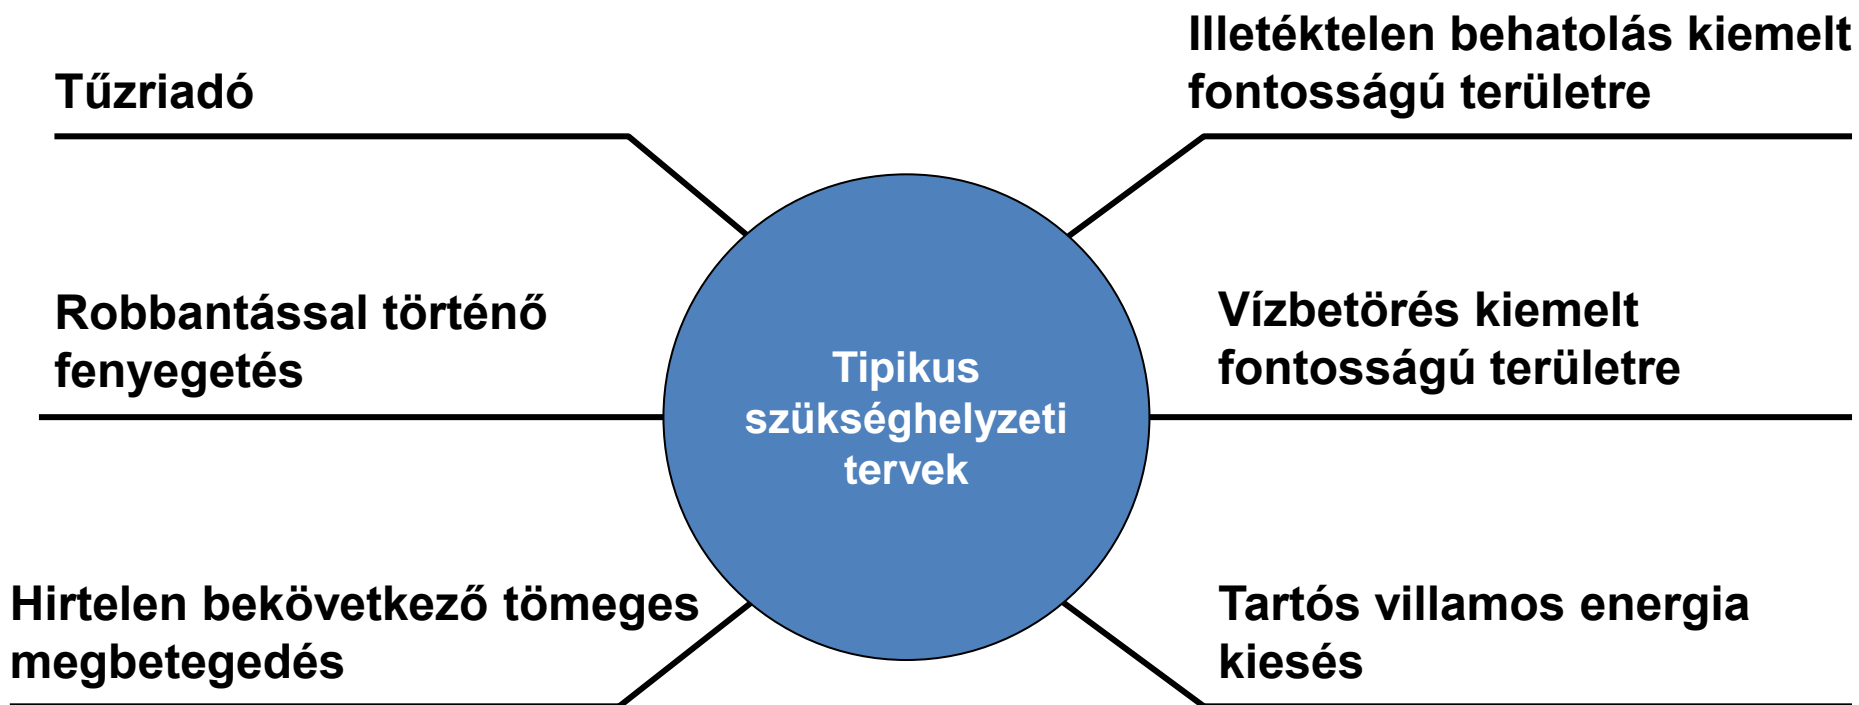 Tűzriadó
Illetéktelen behatolás kiemelt
fontosságú területre
Robbantással történő
fenyegetés
Tipikus
szükséghelyzeti
tervek
Vízbetörés kiemelt
fontosságú területre
Hirtelen bekövetkező tömeges
megbetegedés
Tartós villamos energia
kiesés